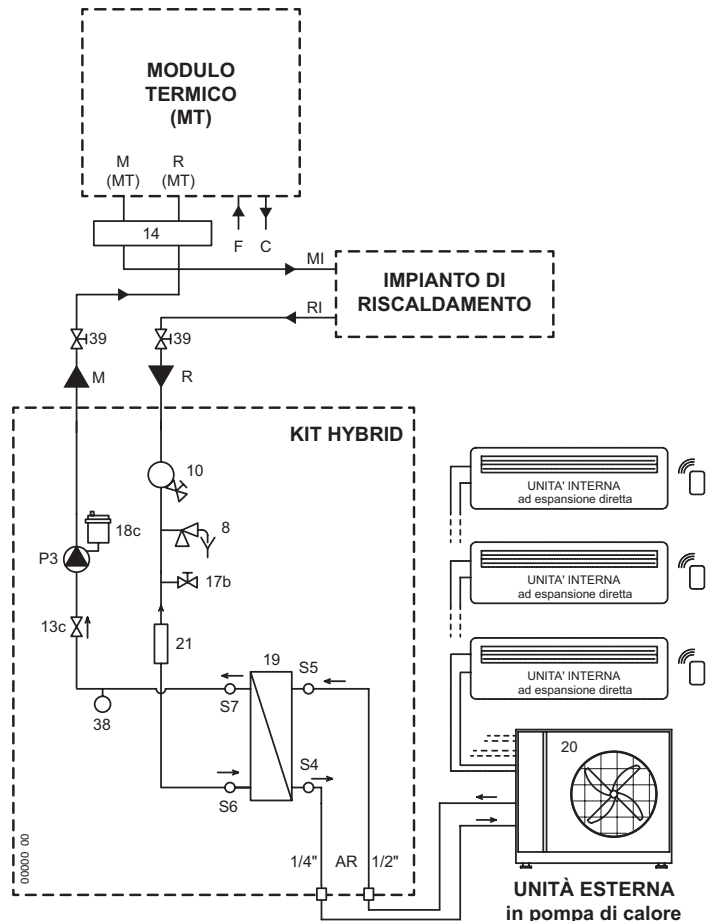 MODULO
TERMICO
(MT)
M
(MT)
R
(MT)
14
F
C
MI
IMPIANTO DI
RISCALDAMENTO
RI
39
39
M
R
KIT HYBRID
10
18c
8
P3
17b
13c
21
19
S5
S7
38
S4
S6
1/4"
AR
1/2"
00000 00
UNITA' INTERNA
ad espansione diretta
UNITA' INTERNA
ad espansione diretta
UNITA' INTERNA
ad espansione diretta
20
UNITÀ ESTERNA
in pompa di calore